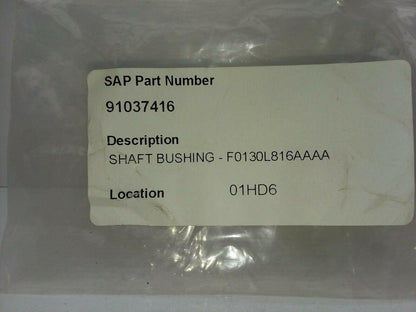 SAP Part Number
91037416
Description
SHAFT BUSHING - F0130L816AAAA
Location 01HD6